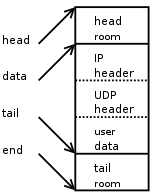 head
room
head
IP
header
data
UDP
header
tail
user
data
end
tail
room